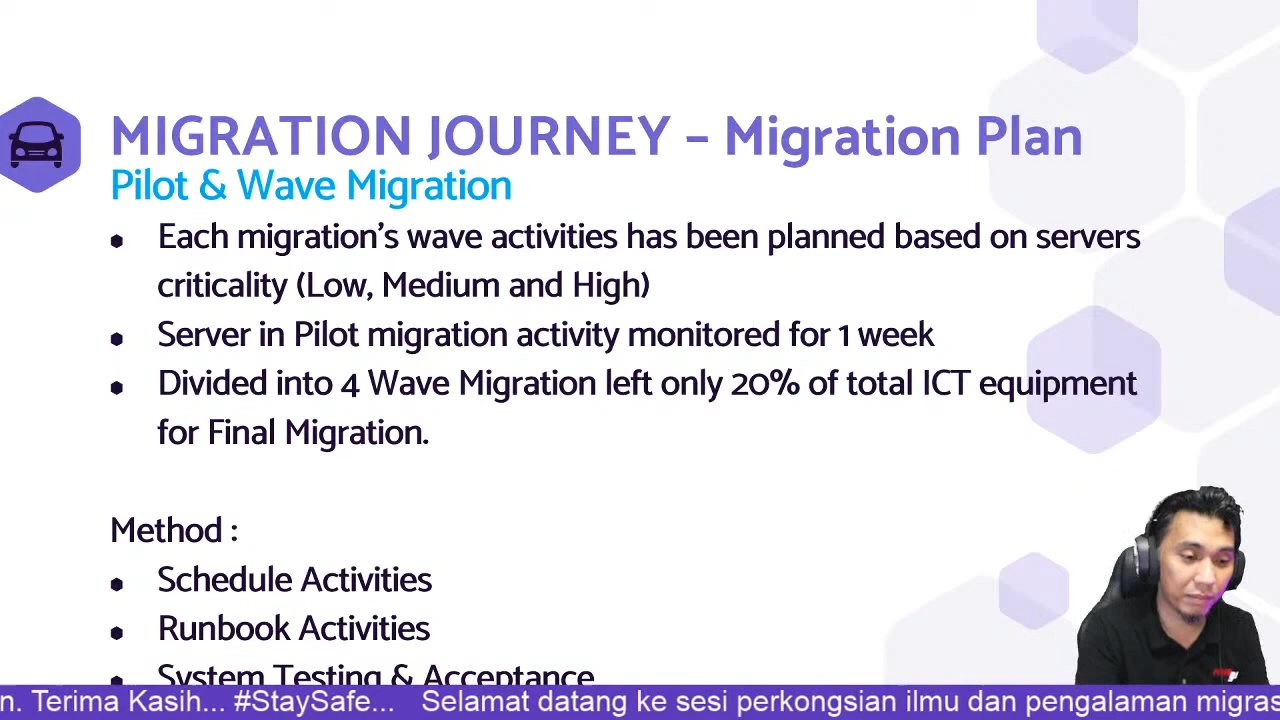 MIGRATION JOURNEY – Migration Plan
Pilot & Wave Migration
Each migration’s wave activities has been planned based on servers
criticality (Low, Medium and High)
Server in Pilot migration activity monitored for 1 week
Divided into 4 Wave Migration left only 20% of total ICT equipment
for Final Migration.
Method :
Schedule Activities
Runbook Activities
System Testing & Acceptance
n. Terima Kasih... #StaySafe... Selamat datang ke sesi perkongsian ilmu dan pengalaman migras